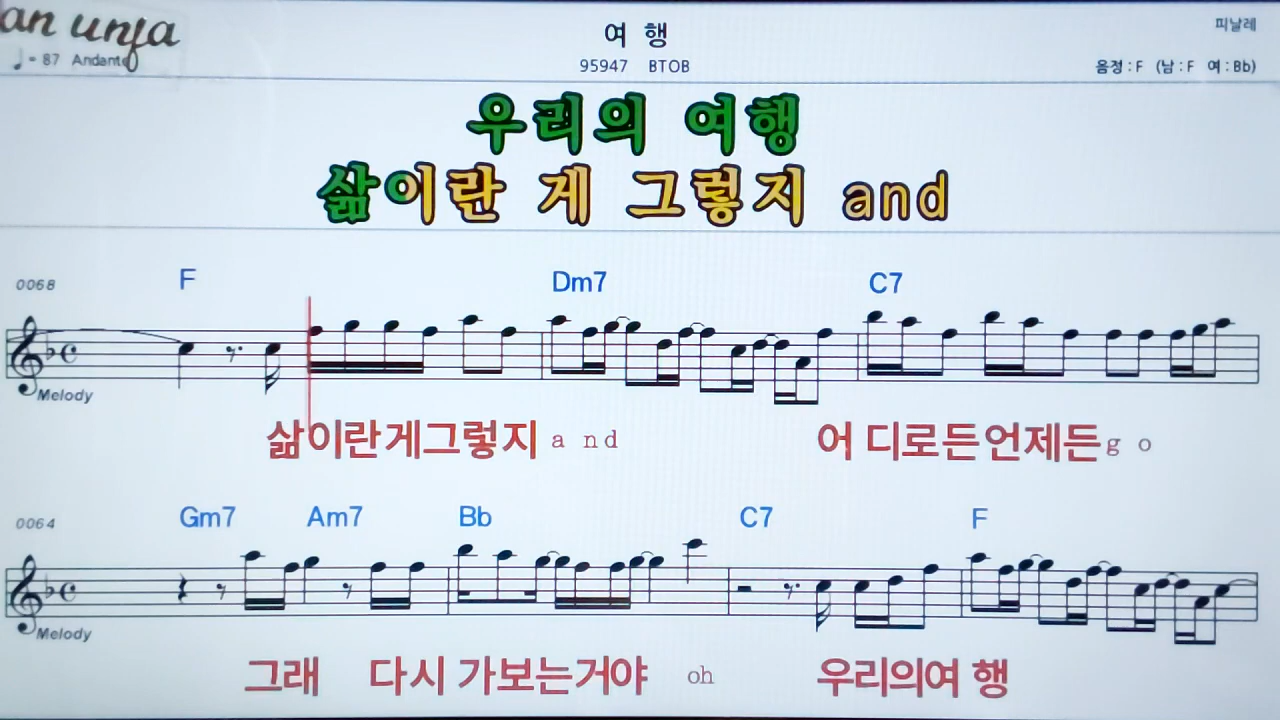 an unja
여 행
피날레
♩= 87 Andante
95947 BTOB
음정 : F (남 : F 여 : Bb)
우리의 여행
삶이란 게 그렇지 and
0068
F Dm7 C7
Melody
삶이란게그렇지 a n d 어 디로든언제든 g o
0064
Gm7 Am7 Bb C7 F
Melody
그래 다시 가보는거야 oh 우리의여 행